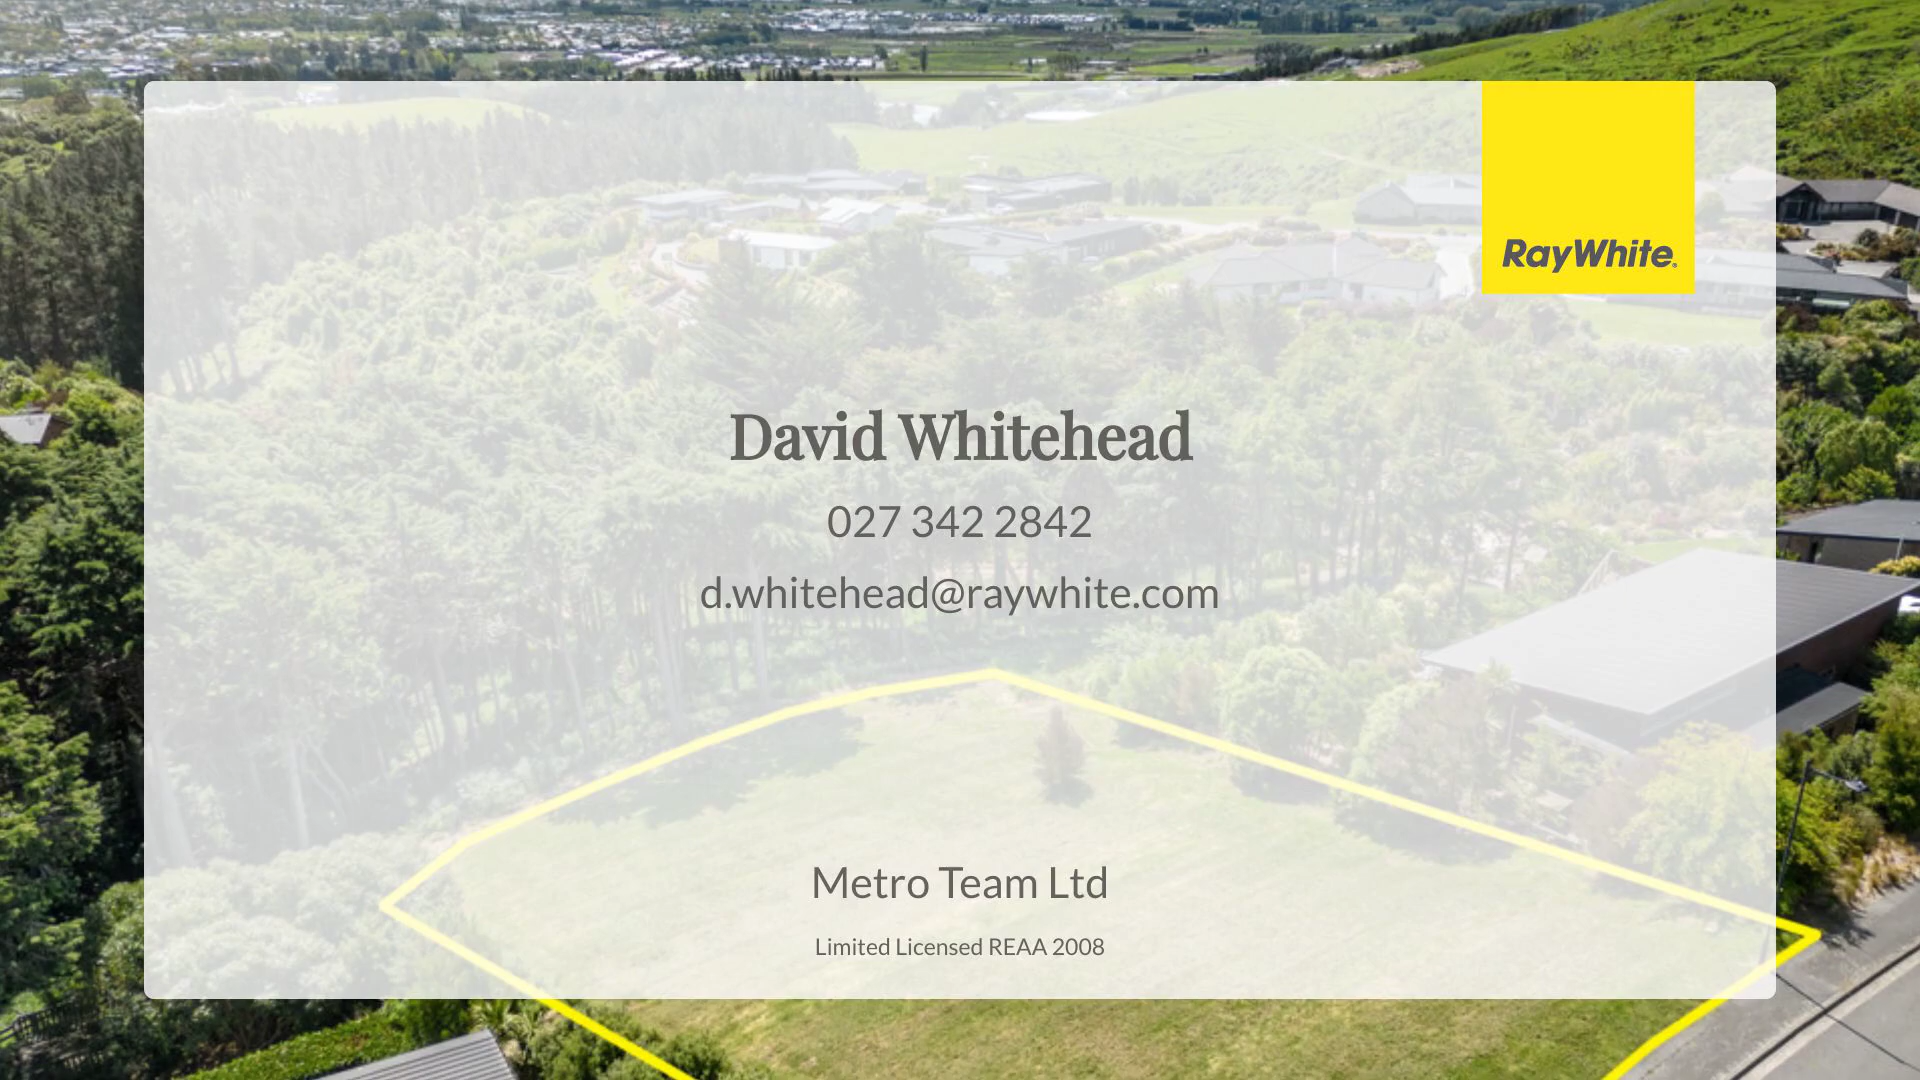 RayWhite.
David Whitehead
027 342 2842
d.whitehead@raywhite.com
Metro Team Ltd
Limited Licensed REAA 2008